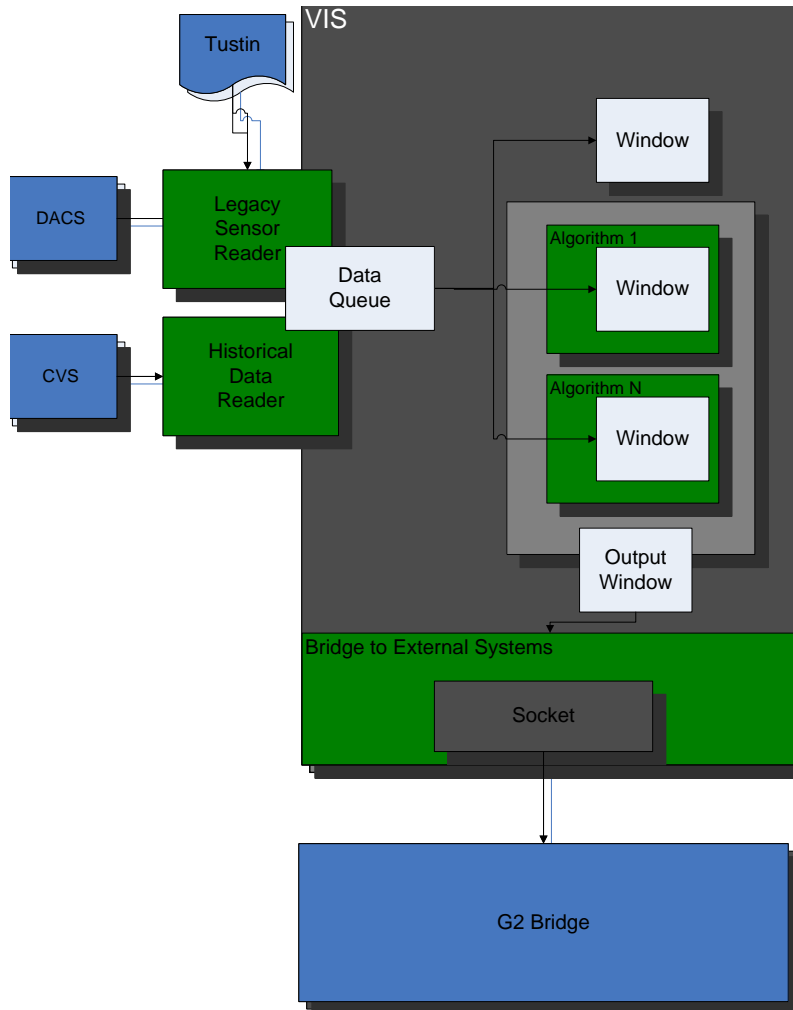 VIS
Tustin
Window
DACS
Legacy
Sensor
Reader
Algorithm 1
Window
Data
Queue
CVS
Historical
Data
Reader
Algorithm N
Window
Output
Window
Bridge to External Systems
Socket
G2 Bridge